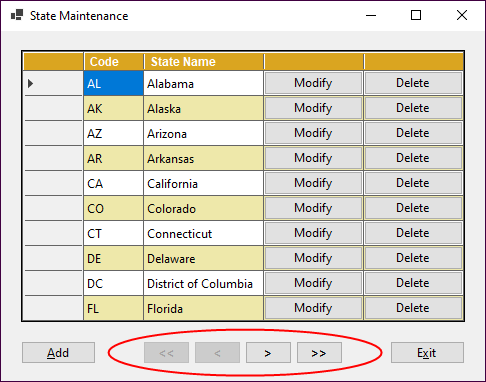 State Maintenance
Code State Name
AL Alabama Modify Delete
AK Alaska Modify Delete
AZ Arizona Modify Delete
AR Arkansas Modify Delete
CA California Modify Delete
CO Colorado Modify Delete
CT Connecticut Modify Delete
DE Delaware Modify Delete
DC District of Columbia Modify Delete
FL Florida Modify Delete
Add << < > >> Exit